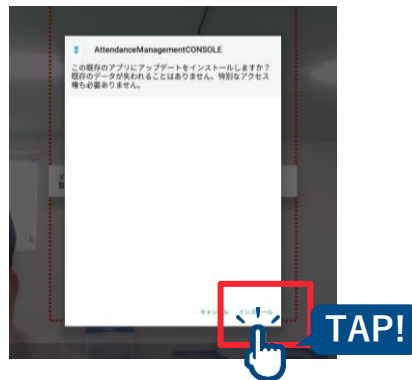 AttendanceManagementCONSOLE
この既存のアプリにアップデートをインストールしますか？
既存のデータが失われることはありません。特別なアクセス
権も必要ありません。
キャンセル インストール
TAP!